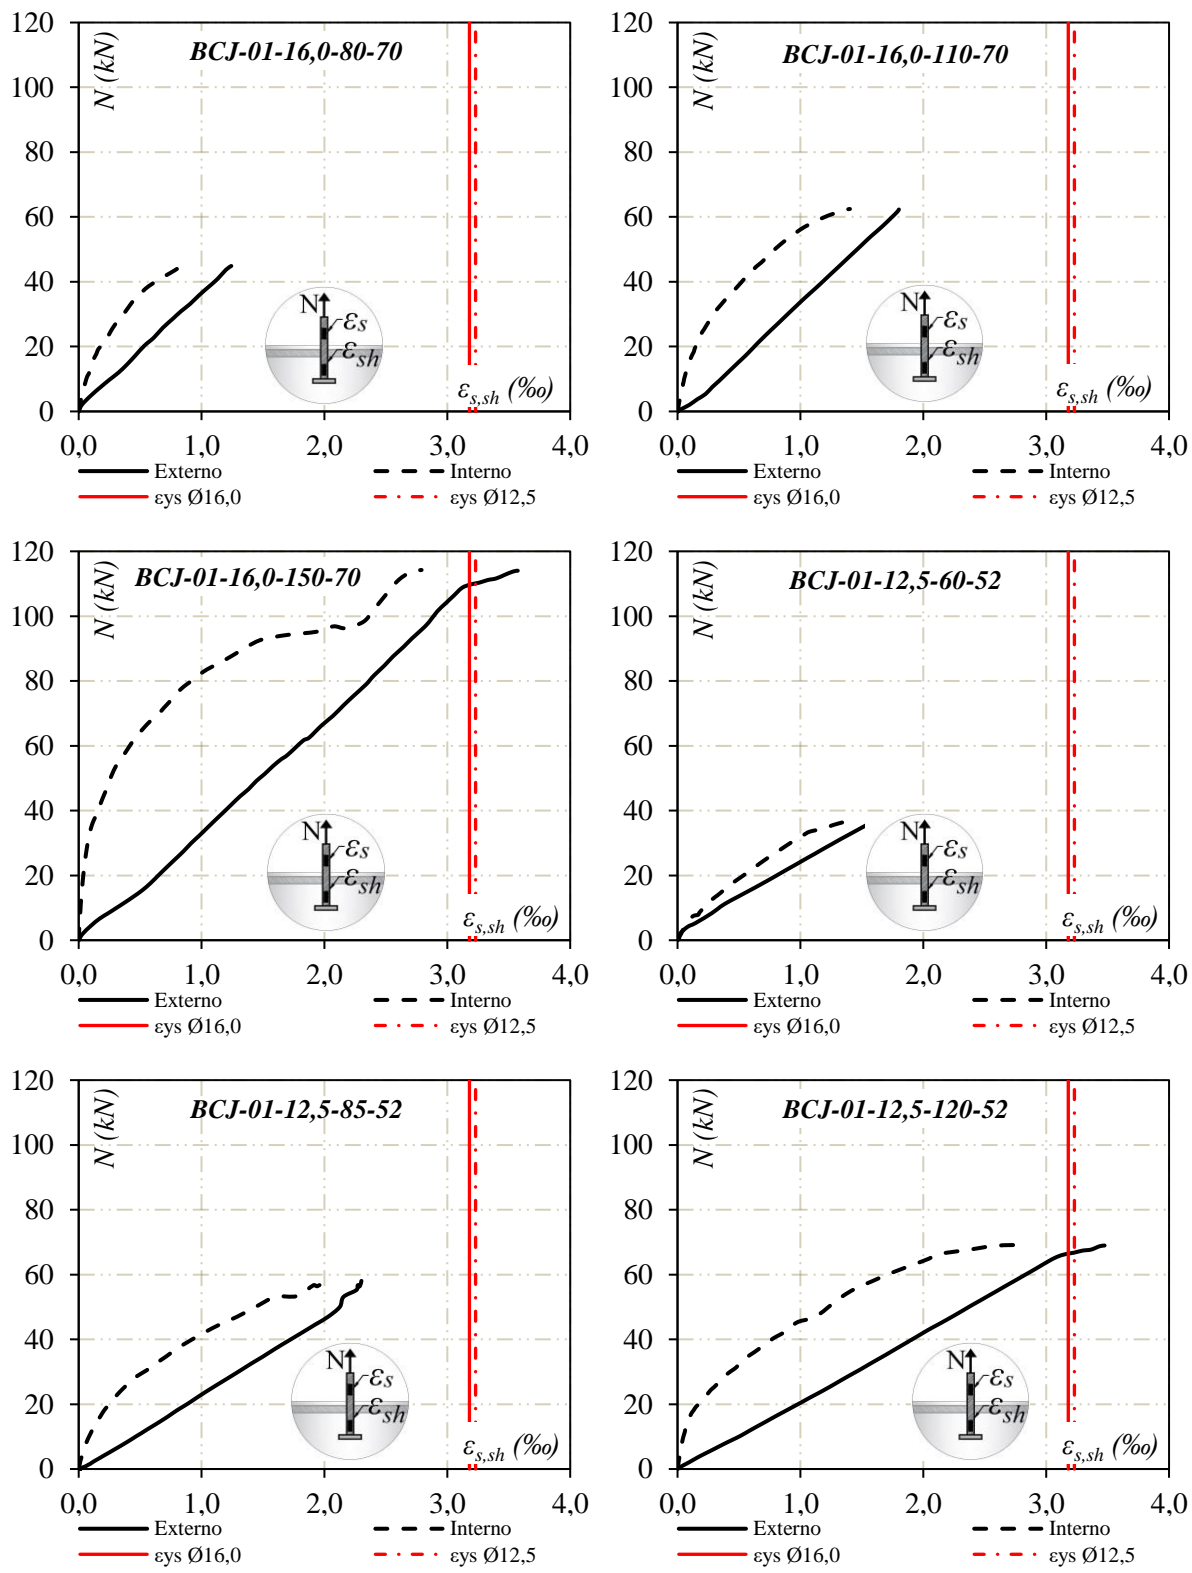 BCJ-01-16,0-80-70
N (kN)
120
100
80
60
40
20
0
N
εs
εsh
εs,sh (‰)
0,0 1,0 2,0 3,0 4,0
Externo Interno
εys Ø16,0 εys Ø12,5
BCJ-01-16,0-110-70
N (kN)
120
100
80
60
40
20
0
N
εs
εsh
εs,sh (‰)
0,0 1,0 2,0 3,0 4,0
Externo Interno
εys Ø16,0 εys Ø12,5
BCJ-01-16,0-150-70
N (kN)
120
100
80
60
40
20
0
N
εs
εsh
εs,sh (‰)
0,0 1,0 2,0 3,0 4,0
Externo Interno
εys Ø16,0 εys Ø12,5
BCJ-01-12,5-60-52
N (kN)
120
100
80
60
40
20
0
N
εs
εsh
εs,sh (‰)
0,0 1,0 2,0 3,0 4,0
Externo Interno
εys Ø16,0 εys Ø12,5
BCJ-01-12,5-85-52
N (kN)
120
100
80
60
40
20
0
N
εs
εsh
εs,sh (‰)
0,0 1,0 2,0 3,0 4,0
Externo Interno
εys Ø16,0 εys Ø12,5
BCJ-01-12,5-120-52
N (kN)
120
100
80
60
40
20
0
N
εs
εsh
εs,sh (‰)
0,0 1,0 2,0 3,0 4,0
Externo Interno
εys Ø16,0 εys Ø12,5